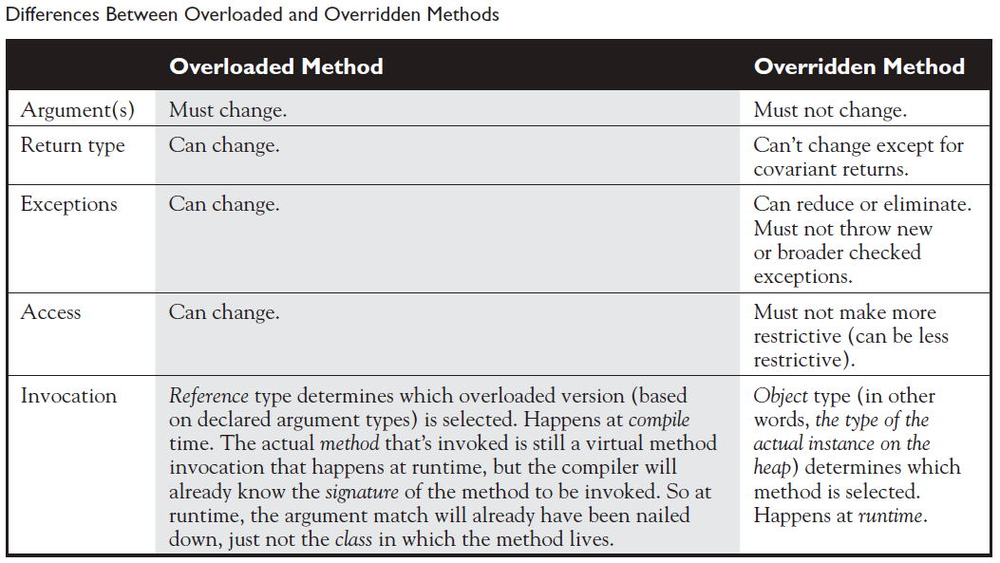 Differences Between Overloaded and Overridden Methods
Overloaded Method
Overridden Method
Argument(s)
Must change.
Must not change.
Return type
Can change.
Can’t change except for
covariant returns.
Exceptions
Can change.
Can reduce or eliminate.
Must not throw new
or broader checked
exceptions.
Access
Can change.
Must not make more
restrictive (can be less
restrictive).
Invocation
Reference type determines which overloaded version (based
on declared argument types) is selected. Happens at compile
time. The actual method that’s invoked is still a virtual method
invocation that happens at runtime, but the compiler will
already know the signature of the method to be invoked. So at
runtime, the argument match will already have been nailed
down, just not the class in which the method lives.
Object type (in other
words, the type of the
actual instance on the
heap) determines which
method is selected.
Happens at runtime.